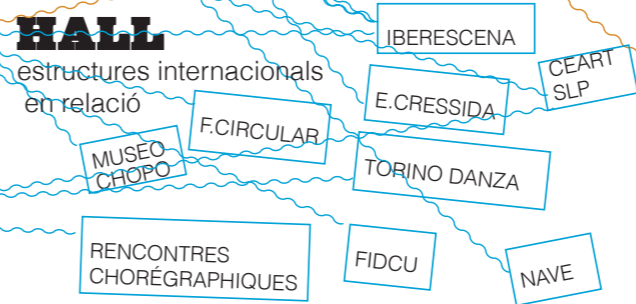 HALL
estructures internacionals
en relació
IBERESCENA
CEART
SLP
E.CRESSIDA
F.CIRCULAR
MUSEO
CHOPO
TORINO DANZA
RENCONTRES
CHORÉGRAPHIQUES
FIDCU
NAVE